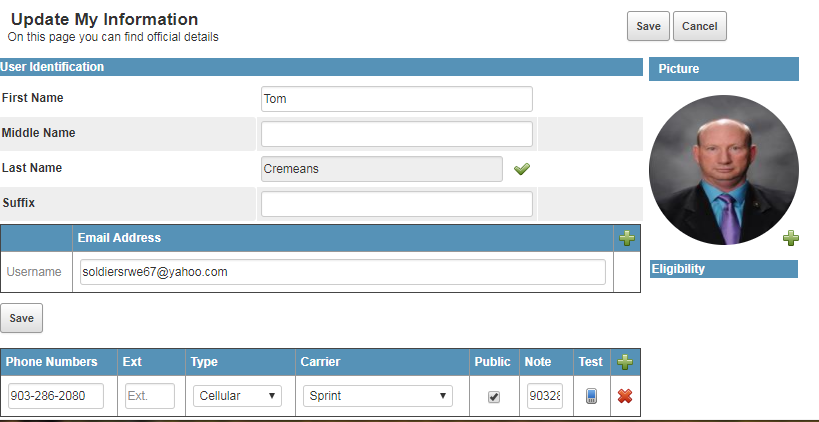 Update My Information
On this page you can find official details
Save Cancel
User Identification
Picture
First Name Tom
Middle Name
Last Name Cremeans
Suffix
Email Address
Username soldiersrwe67@yahoo.com
Eligibility
Save
Phone Numbers Ext Type Carrier Public Note Test
903-286-2080 Ext. Cellular Sprint 90328